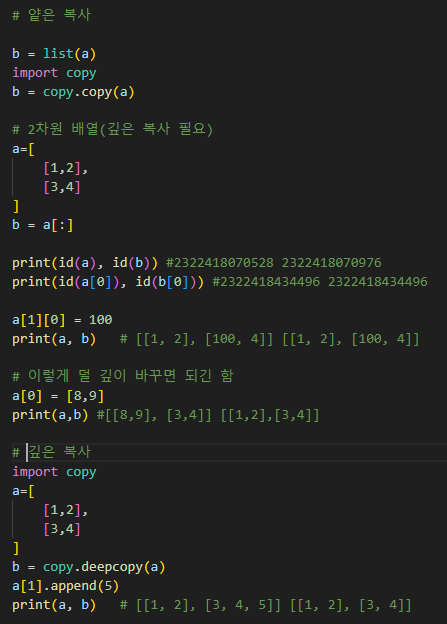 # 얕은 복사
b = list(a)
import copy
b = copy.copy(a)
# 2차원 배열(깊은 복사 필요)
a=[
    [1,2],
    [3,4]
]
b = a[:]
print(id(a), id(b)) #2322418070528 2322418070976
print(id(a[0]), id(b[0])) #2322418434496 2322418434496
a[1][0] = 100
print(a, b)   # [[1, 2], [100, 4]] [[1, 2], [100, 4]]
# 이렇게 덜 깊이 바꾸면 되긴 함
a[0] = [8,9]
print(a,b) #[[8,9], [3,4]] [[1,2],[3,4]]
# 깊은 복사
import copy
a=[
    [1,2],
    [3,4]
]
b = copy.deepcopy(a)
a[1].append(5)
print(a, b)   # [[1, 2], [3, 4, 5]] [[1, 2], [3, 4]]